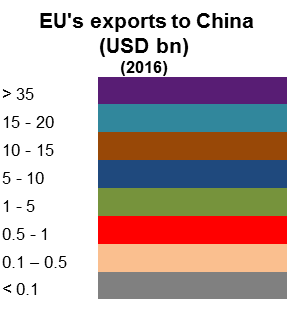 EU's exports to China
(USD bn)
(2016)
> 35
15 - 20
10 - 15
5 - 10
1 - 5
0.5 - 1
0.1 – 0.5
< 0.1